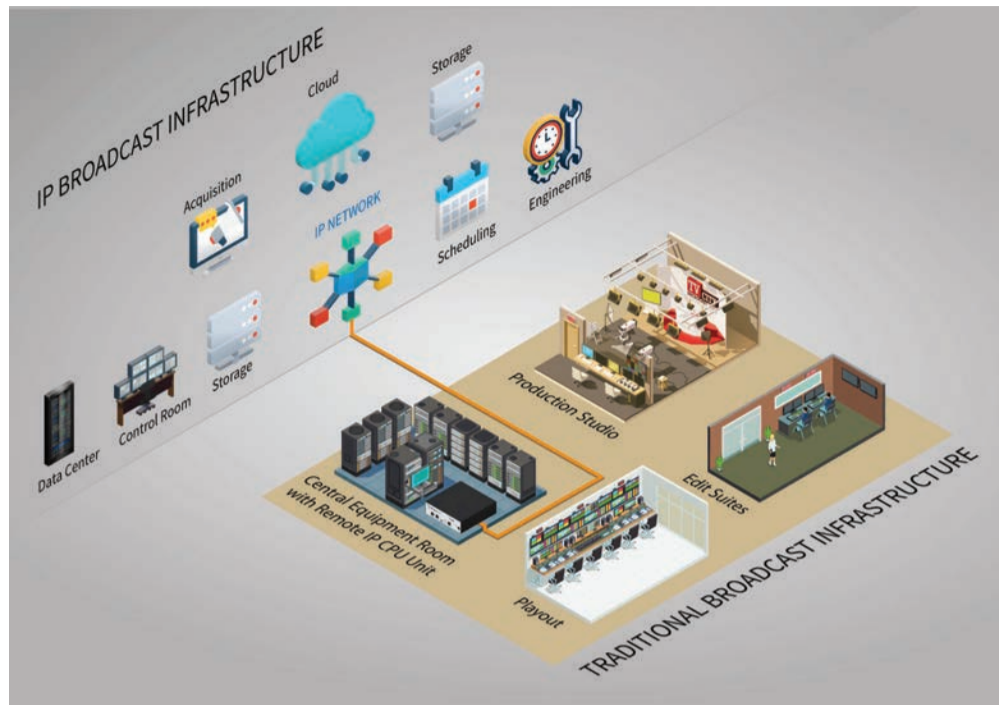 IP BROADCAST INFRASTRUCTURE
Cloud
Storage
Acquisition
IP NETWORK
Scheduling
Engineering
Data Center
Control Room
Storage
TV
Production Studio
Central Equipment Room
with Remote IP CPU Unit
Edit Suites
Playout
TRADITIONAL BROADCAST INFRASTRUCTURE